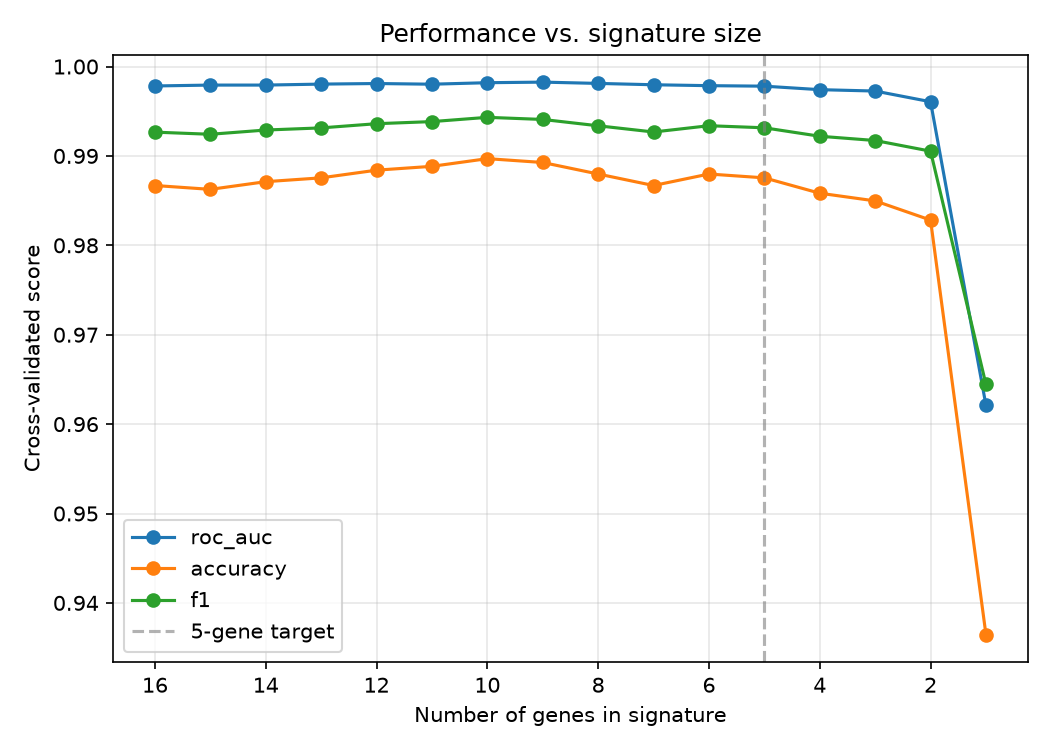 Performance vs. signature size
Cross-validated score
1.00
0.99
0.98
0.97
0.96
0.95
0.94
roc_auc
accuracy
f1
5-gene target
16 14 12 10 8 6 4 2
Number of genes in signature